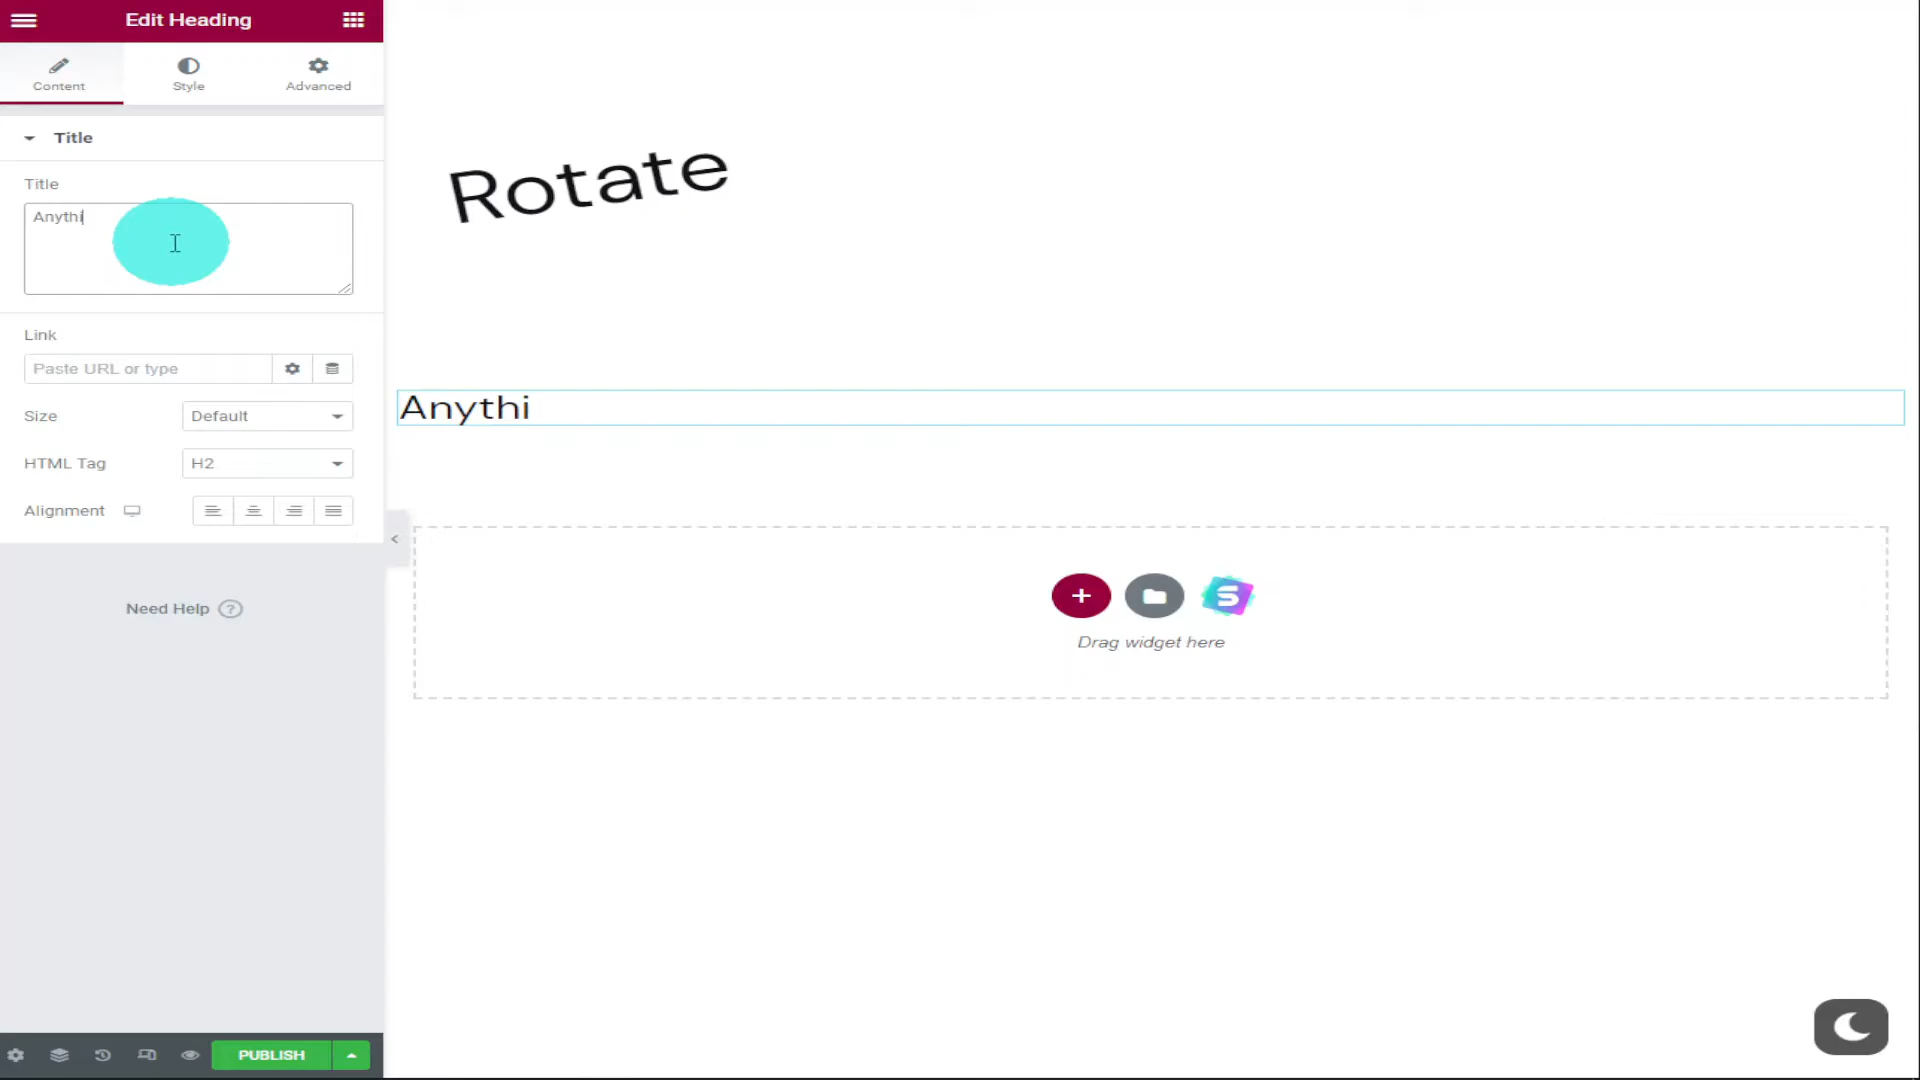 Edit Heading
Content
Style
Advanced
Title
Title
Anythi
Link
Paste URL or type
Size
Default
HTML Tag
H2
Alignment
Need Help ?
PUBLISH
Rotate
Anythi
Drag widget here